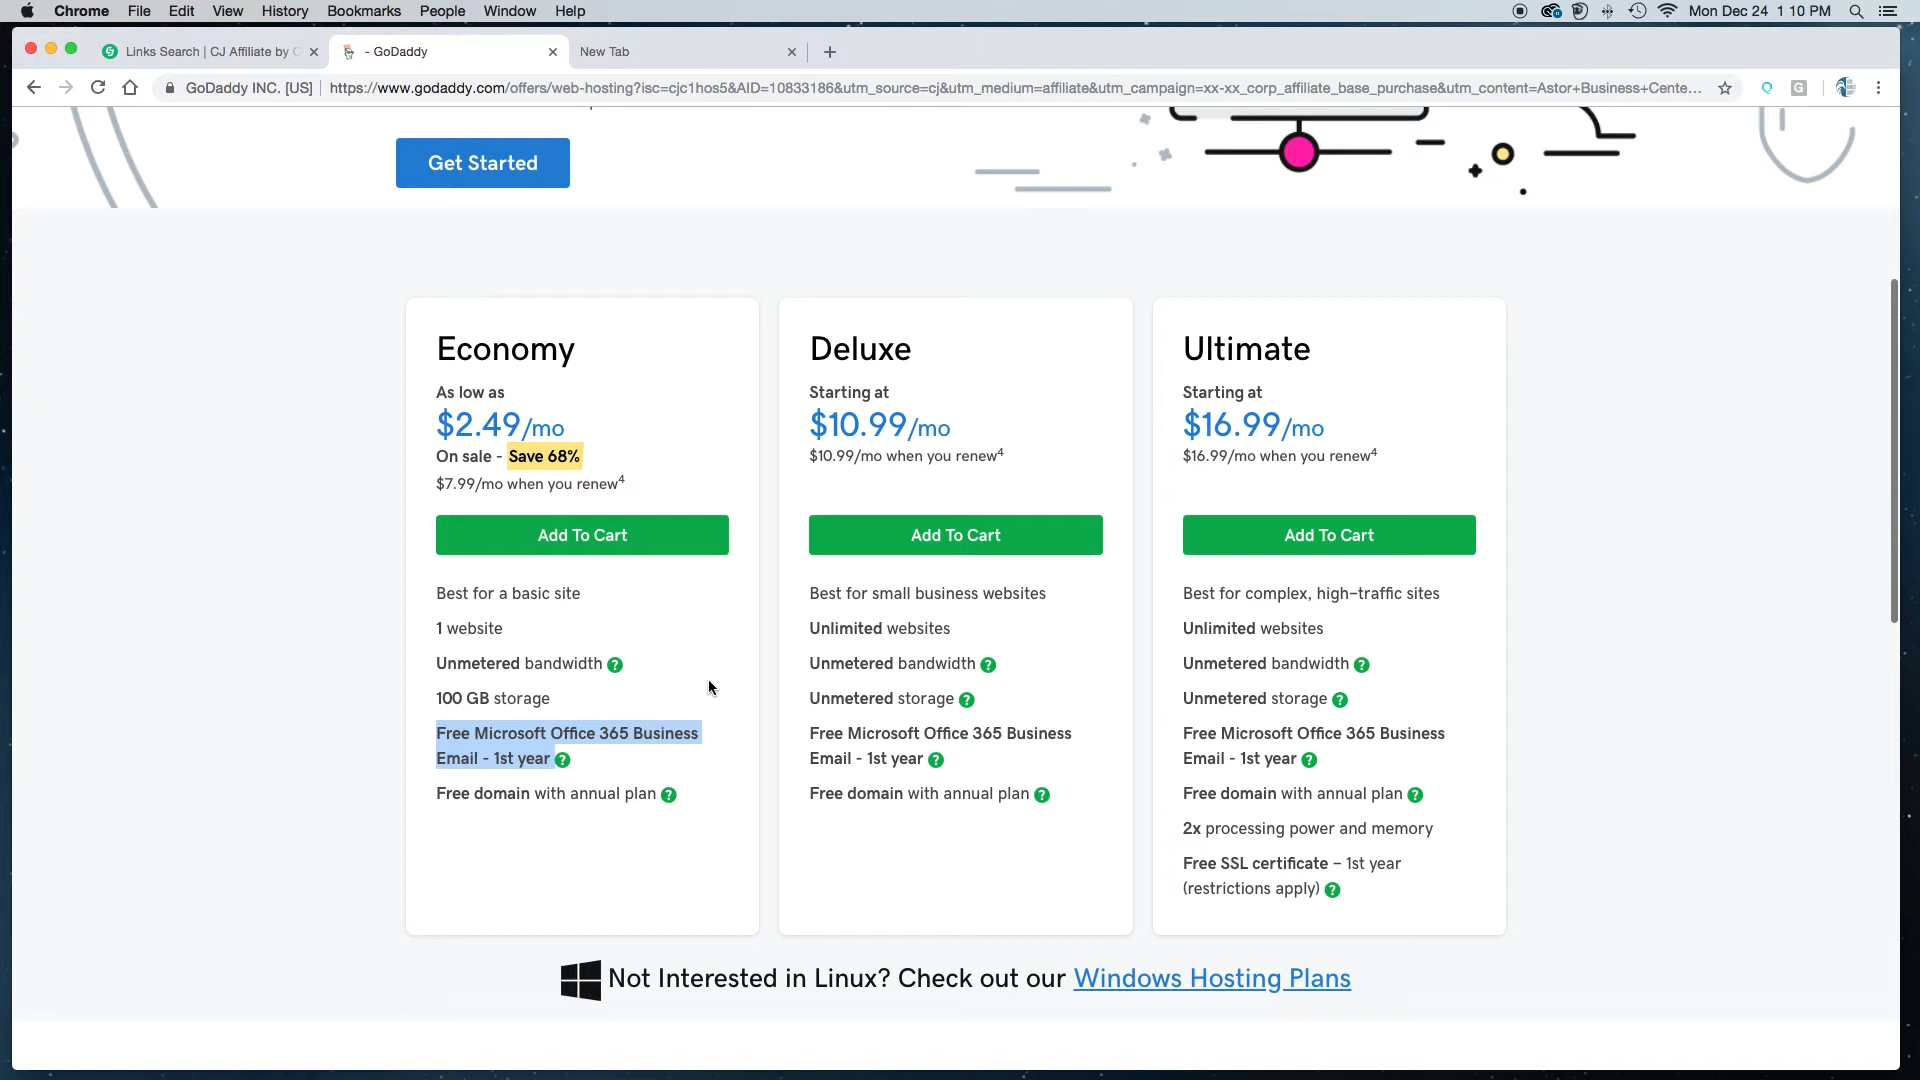 Chrome File Edit View History Bookmarks People Window Help Mon Dec 24 1 10 PM
Links Search | CJ Affiliate by C - GoDaddy New Tab
GoDaddy INC. [US] https://www.godaddy.com/offers/web-hosting?isc=cjc1hos5&AID=10833186&utm_source=cj&utm_medium=affiliate&utm_campaign=xx-xx_corp_affiliate_base_purchase&utm_content=Astor+Business+Cente...
Get Started
Economy
As low as
$2.49/mo
On sale - Save 68%
$7.99/mo when you renew4
Add To Cart
Best for a basic site
1 website
Unmetered bandwidth ?
100 GB storage
Free Microsoft Office 365 Business
Email - 1st year ?
Free domain with annual plan ?
Deluxe
Starting at
$10.99/mo
$10.99/mo when you renew4
Add To Cart
Best for small business websites
Unlimited websites
Unmetered bandwidth ?
Unmetered storage ?
Free Microsoft Office 365 Business
Email - 1st year ?
Free domain with annual plan ?
Ultimate
Starting at
$16.99/mo
$16.99/mo when you renew4
Add To Cart
Best for complex, high-traffic sites
Unlimited websites
Unmetered bandwidth ?
Unmetered storage ?
Free Microsoft Office 365 Business
Email - 1st year ?
Free domain with annual plan ?
2x processing power and memory
Free SSL certificate – 1st year
(restrictions apply) ?
Not Interested in Linux? Check out our Windows Hosting Plans